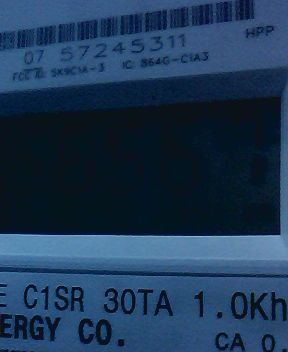 HPP
07 57245311
FCC ID: SK9C1A-3 IC: 864G-C1A3
E C1SR 30TA 1.0Kh
ERGY CO.
CA 0.